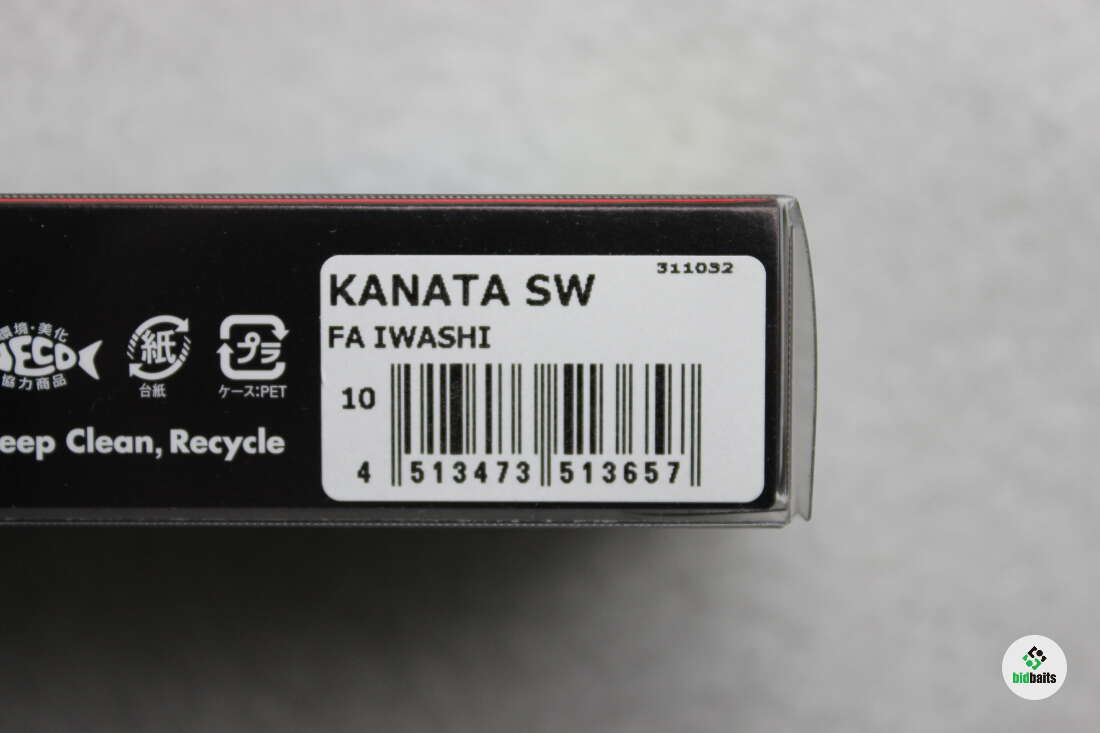 311032
KANATA SW
FA IWASHI
10
4 513473 513657
環境・美化
ECO
協力商品
紙
台紙
プラ
ケース:PET
eep Clean, Recycle
bidbaits